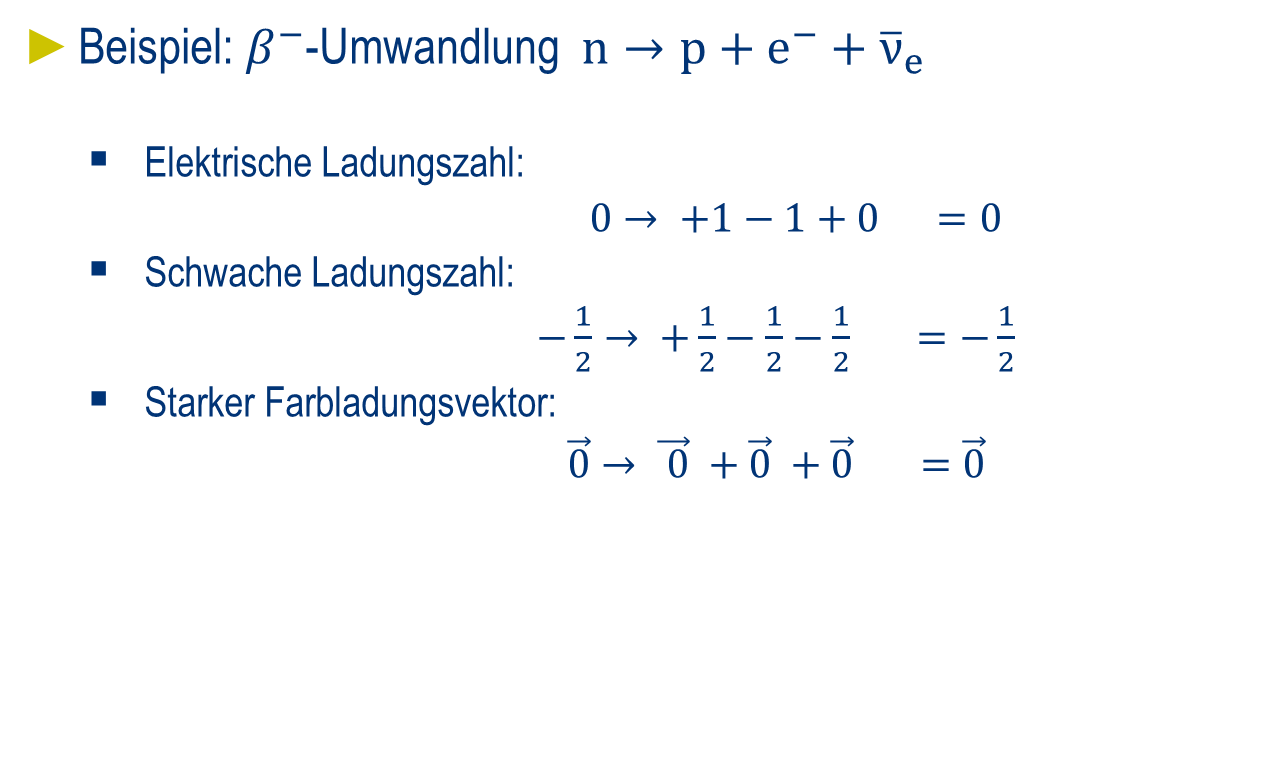 ► Beispiel: β⁻-Umwandlung n → p + e⁻ + ν̄ₑ
▪ Elektrische Ladungszahl:
0 → +1 − 1 + 0 = 0
▪ Schwache Ladungszahl:
−1/2 → +1/2 − 1/2 − 1/2 = −1/2
▪ Starker Farbladungsvektor:
0⃗ → 0⃗ + 0⃗ + 0⃗ = 0⃗